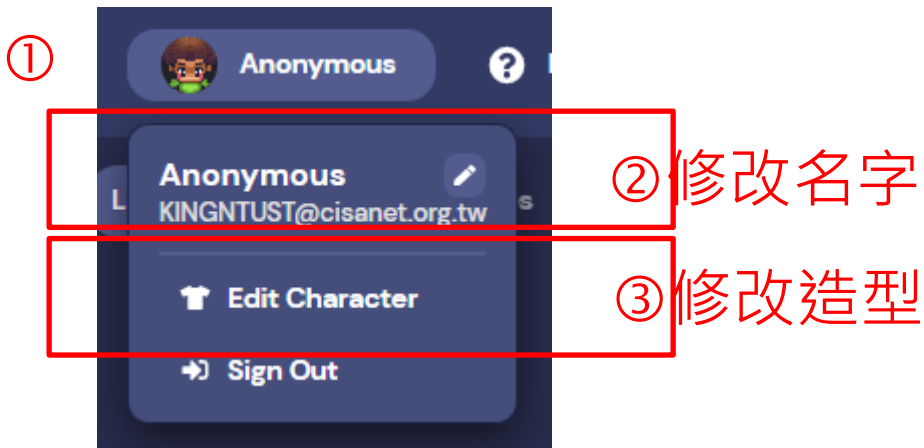 ①
Anonymous
Anonymous
②修改名字
L
KINGNTUST@cisanet.org.tw
s
③修改造型
Edit Character
Sign Out